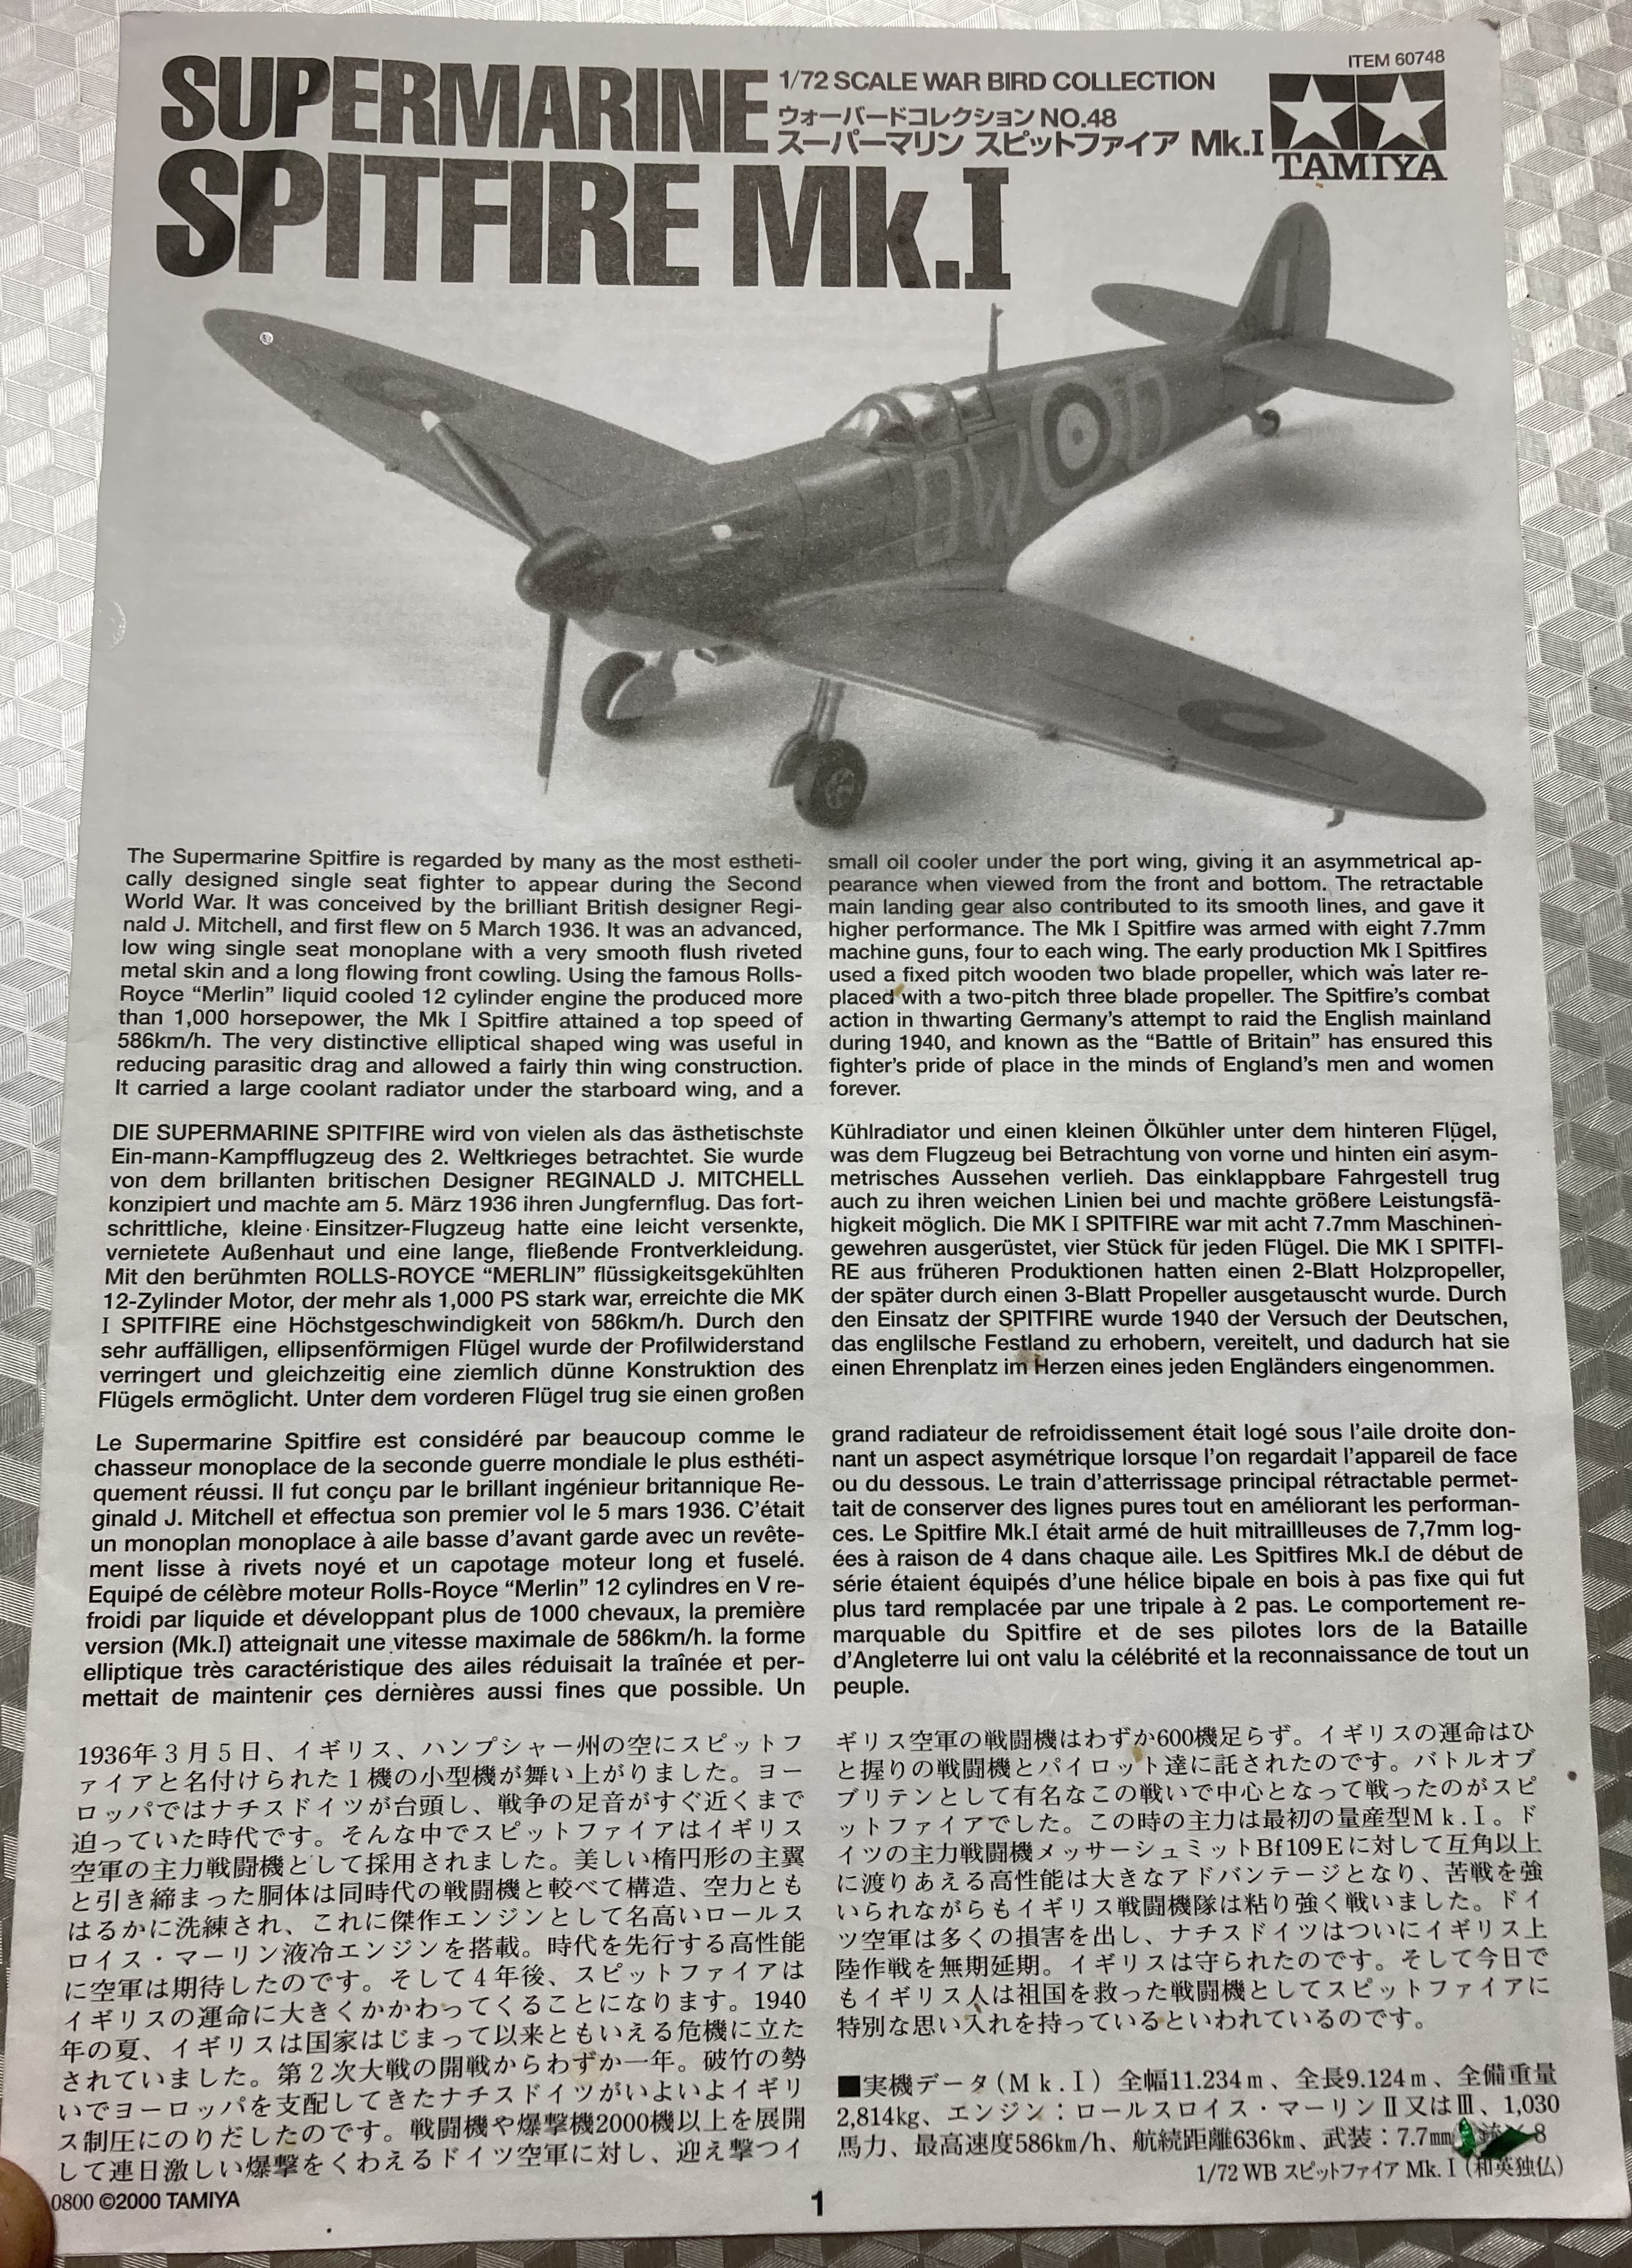 ITEM 60748
SUPERMARINE
SPITFIRE Mk.I
1/72 SCALE WAR BIRD COLLECTION
ウォーバードコレクション NO.48
スーパーマリン スピットファイア Mk.I
TAMIYA
DW D
The Supermarine Spitfire is regarded by many as the most estheti-
cally designed single seat fighter to appear during the Second
World War. It was conceived by the brilliant British designer Regi-
nald J. Mitchell, and first flew on 5 March 1936. It was an advanced,
low wing single seat monoplane with a very smooth flush riveted
metal skin and a long flowing front cowling. Using the famous Rolls-
Royce “Merlin” liquid cooled 12 cylinder engine the produced more
than 1,000 horsepower, the Mk I Spitfire attained a top speed of
586km/h. The very distinctive elliptical shaped wing was useful in
reducing parasitic drag and allowed a fairly thin wing construction.
It carried a large coolant radiator under the starboard wing, and a
small oil cooler under the port wing, giving it an asymmetrical ap-
pearance when viewed from the front and bottom. The retractable
main landing gear also contributed to its smooth lines, and gave it
higher performance. The Mk I Spitfire was armed with eight 7.7mm
machine guns, four to each wing. The early production Mk I Spitfires
used a fixed pitch wooden two blade propeller, which was later re-
placed with a two-pitch three blade propeller. The Spitfire’s combat
action in thwarting Germany’s attempt to raid the English mainland
during 1940, and known as the “Battle of Britain” has ensured this
fighter’s pride of place in the minds of England’s men and women
forever.
DIE SUPERMARINE SPITFIRE wird von vielen als das ästhetischste
Ein-mann-Kampfflugzeug des 2. Weltkrieges betrachtet. Sie wurde
von dem brillanten britischen Designer REGINALD J. MITCHELL
konzipiert und machte am 5. März 1936 ihren Jungfernflug. Das fort-
schrittliche, kleine Einsitzer-Flugzeug hatte eine leicht versenkte,
vernietete Außenhaut und eine lange, fließende Frontverkleidung.
Mit den berühmten ROLLS-ROYCE “MERLIN” flüssigkeitsgekühlten
12-Zylinder Motor, der mehr als 1,000 PS stark war, erreichte die MK
I SPITFIRE eine Höchstgeschwindigkeit von 586km/h. Durch den
sehr auffälligen, ellipsenförmigen Flügel wurde der Profilwiderstand
verringert und gleichzeitig eine ziemlich dünne Konstruktion des
Flügels ermöglicht. Unter dem vorderen Flügel trug sie einen großen
Kühlradiator und einen kleinen Ölkühler unter dem hinteren Flügel,
was dem Flugzeug bei Betrachtung von vorne und hinten ein asym-
metrisches Aussehen verlieh. Das einklappbare Fahrgestell trug
auch zu ihren weichen Linien bei und machte größere Leistungsfä-
higkeit möglich. Die MK I SPITFIRE war mit acht 7.7mm Maschinen-
gewehren ausgerüstet, vier Stück für jeden Flügel. Die MK I SPITFI-
RE aus früheren Produktionen hatten einen 2-Blatt Holzpropeller,
der später durch einen 3-Blatt Propeller ausgetauscht wurde. Durch
den Einsatz der SPITFIRE wurde 1940 der Versuch der Deutschen,
das englilsche Festland zu erhobern, vereitelt, und dadurch hat sie
einen Ehrenplatz im Herzen eines jeden Engländers eingenommen.
Le Supermarine Spitfire est considéré par beaucoup comme le
chasseur monoplace de la seconde guerre mondiale le plus esthéti-
quement réussi. Il fut conçu par le brillant ingénieur britannique Re-
ginald J. Mitchell et effectua son premier vol le 5 mars 1936. C’était
un monoplan monoplace à aile basse d’avant garde avec un revête-
ment lisse à rivets noyé et un capotage moteur long et fuselé.
Equipé de célèbre moteur Rolls-Royce “Merlin” 12 cylindres en V re-
froidi par liquide et développant plus de 1000 chevaux, la première
version (Mk.I) atteignait une vitesse maximale de 586km/h. la forme
elliptique très caractéristique des ailes réduisait la traînée et per-
mettait de maintenir çes dernières aussi fines que possible. Un
grand radiateur de refroidissement était logé sous l’aile droite don-
nant un aspect asymétrique lorsque l’on regardait l’appareil de face
ou du dessous. Le train d’atterrissage principal rétractable permet-
tait de conserver des lignes pures tout en améliorant les performan-
ces. Le Spitfire Mk.I était armé de huit mitraillleuses de 7,7mm log-
ées à raison de 4 dans chaque aile. Les Spitfires Mk.I de début de
série étaient équipés d’une hélice bipale en bois à pas fixe qui fut
plus tard remplacée par une tripale à 2 pas. Le comportement re-
marquable du Spitfire et de ses pilotes lors de la Bataille
d’Angleterre lui ont valu la célébrité et la reconnaissance de tout un
peuple.
1936年３月５日、イギリス、ハンプシャー州の空にスピットフ
ァイアと名付けられた１機の小型機が舞い上がりました。ヨー
ロッパではナチスドイツが台頭し、戦争の足音がすぐ近くまで
迫っていた時代です。そんな中でスピットファイアはイギリス
空軍の主力戦闘機として採用されました。美しい楕円形の主翼
と引き締まった胴体は同時代の戦闘機と較べて構造、空力とも
はるかに洗練され、これに傑作エンジンとして名高いロールス
ロイス・マーリン液冷エンジンを搭載。時代を先行する高性能
に空軍は期待したのです。そして４年後、スピットファイアは
イギリスの運命に大きくかかわってくることになります。1940
年の夏、イギリスは国家はじまって以来ともいえる危機に立た
されていました。第２次大戦の開戦からわずか一年。破竹の勢
いでヨーロッパを支配してきたナチスドイツがいよいよイギリ
ス制圧にのりだしたのです。戦闘機や爆撃機2000機以上を展開
して連日激しい爆撃をくわえるドイツ空軍に対し、迎え撃つイ
ギリス空軍の戦闘機はわずか600機足らず。イギリスの運命はひ
と握りの戦闘機とパイロット達に託されたのです。バトルオブ
ブリテンとして有名なこの戦いで中心となって戦ったのがスピ
ットファイアでした。この時の主力は最初の量産型Ｍｋ.Ｉ。ド
イツの主力戦闘機メッサーシュミットBf109Ｅに対して互角以上
に渡りあえる高性能は大きなアドバンテージとなり、苦戦を強
いられながらもイギリス戦闘機隊は粘り強く戦いました。ドイ
ツ空軍は多くの損害を出し、ナチスドイツはついにイギリス上
陸作戦を無期延期。イギリスは守られたのです。そして今日で
もイギリス人は祖国を救った戦闘機としてスピットファイアに
特別な思い入れを持っているといわれているのです。
■実機データ（Ｍｋ.Ｉ）全幅11.234ｍ、全長9.124ｍ、全備重量
2,814kg、エンジン：ロールスロイス・マーリンⅡ又はⅢ、1,030
馬力、最高速度586km/h、航続距離636km、武装：7.7mm 銃 8
1/72 WB スピットファイア Mk.Ｉ（和英独仏）
0800 ©2000 TAMIYA
1